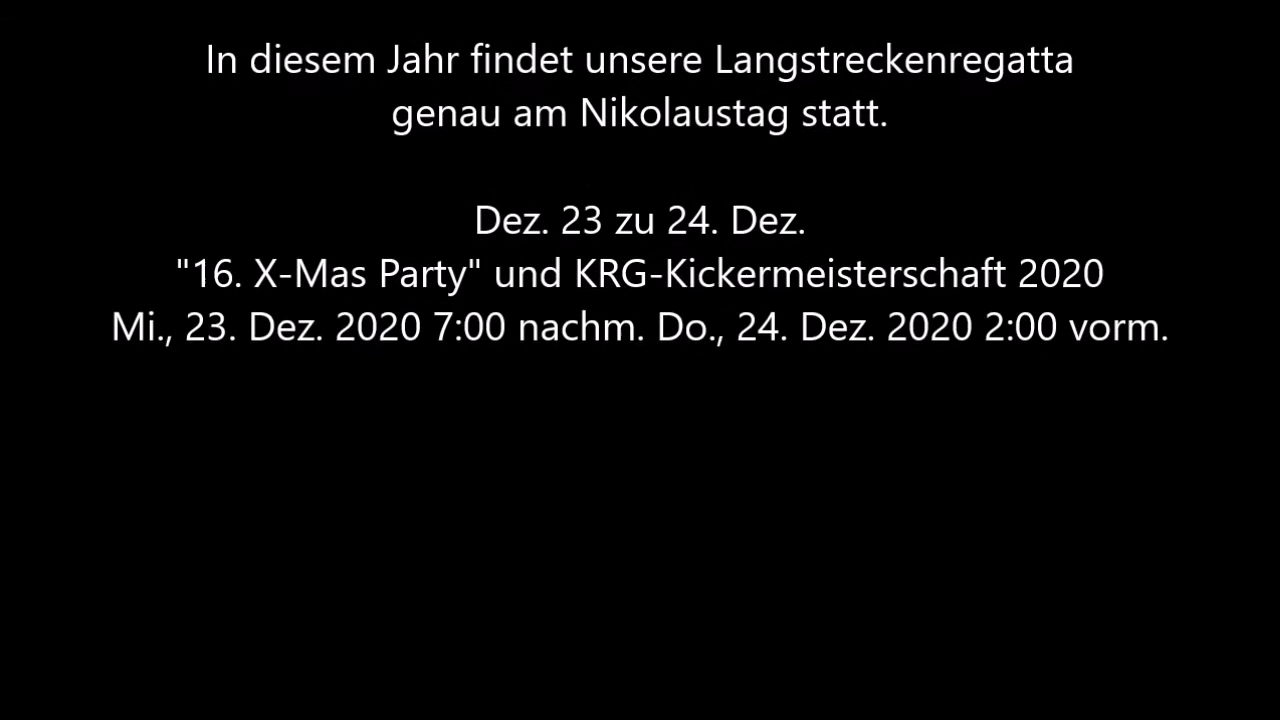 In diesem Jahr findet unsere Langstreckenregatta
genau am Nikolaustag statt.
Dez. 23 zu 24. Dez.
"16. X-Mas Party" und KRG-Kickermeisterschaft 2020
Mi., 23. Dez. 2020 7:00 nachm. Do., 24. Dez. 2020 2:00 vorm.